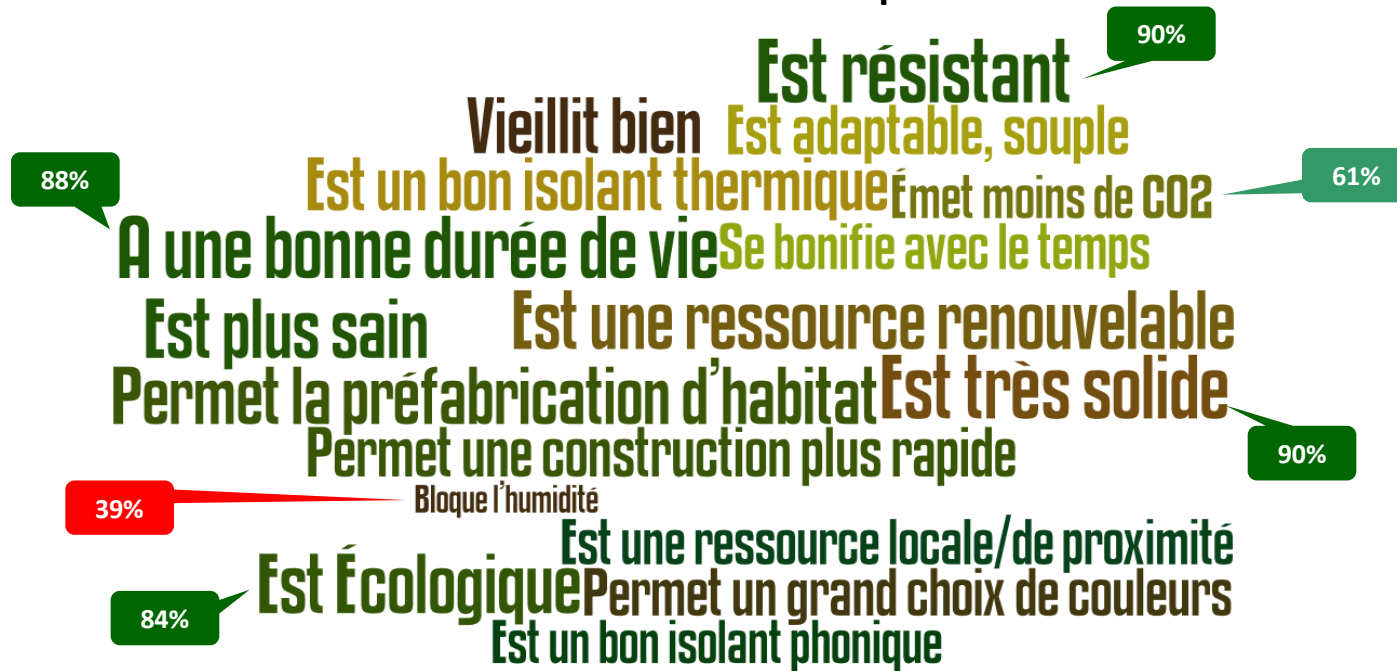 90%
Est résistant
Vieillit bien
Est adaptable, souple
88%
Est un bon isolant thermique
Émet moins de CO2
61%
A une bonne durée de vie
Se bonifie avec le temps
Est plus sain
Est une ressource renouvelable
Permet la préfabrication d'habitat
Est très solide
Permet une construction plus rapide
90%
39%
Bloque l'humidité
Est une ressource locale/de proximité
Est Écologique
Permet un grand choix de couleurs
84%
Est un bon isolant phonique